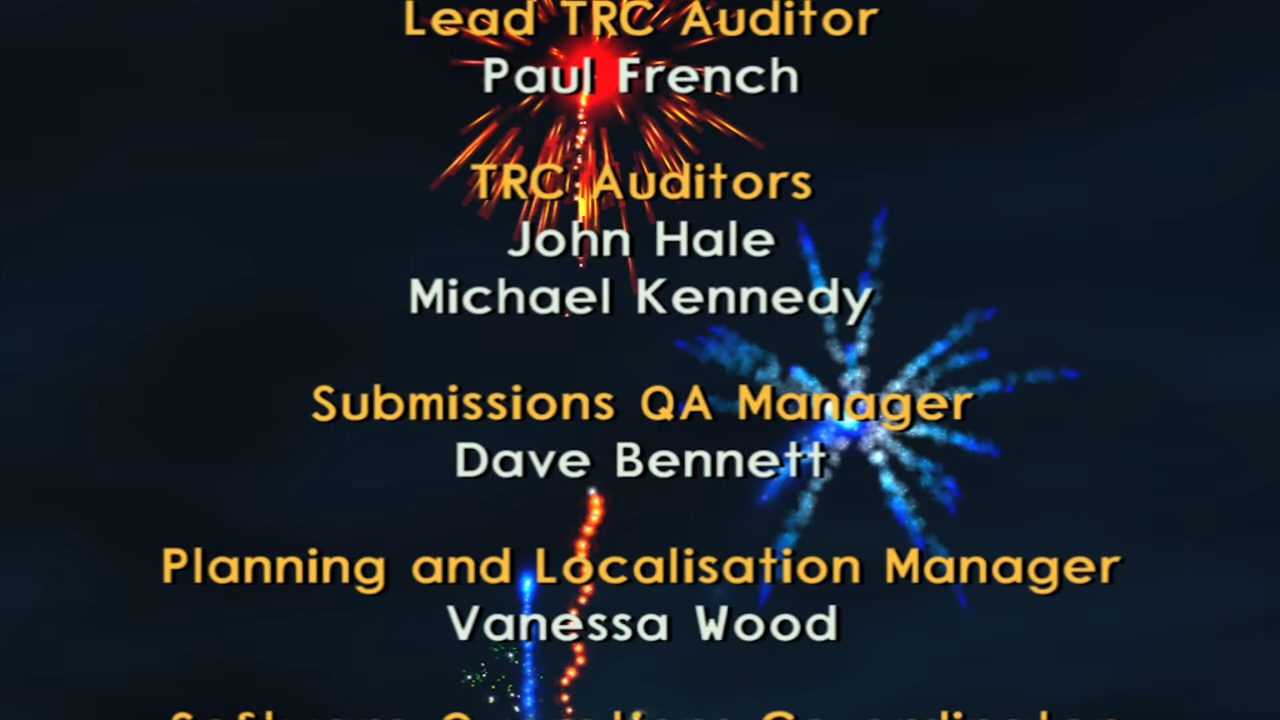 Lead TRC Auditor
Paul French
TRC Auditors
John Hale
Michael Kennedy
Submissions QA Manager
Dave Bennett
Planning and Localisation Manager
Vanessa Wood